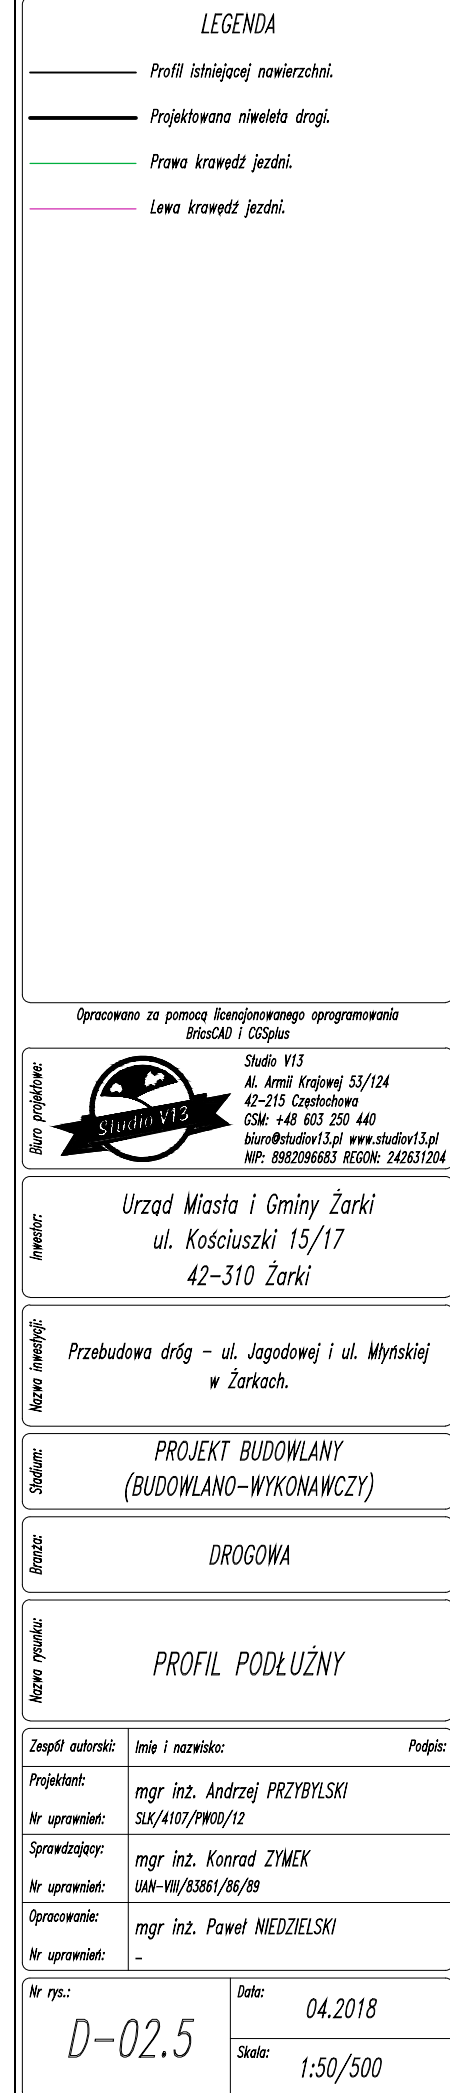 LEGENDA
Profil istniejącej nawierzchni.
Projektowana niweleta drogi.
Prawa krawędź jezdni.
Lewa krawędź jezdni.
Opracowano za pomocą licencjonowanego oprogramowania
BricsCAD i CGSplus
Biuro projektowe:
Studio V13
Studio V13
Al. Armii Krajowej 53/124
42-215 Częstochowa
GSM: +48 603 250 440
biuro@studiov13.pl www.studiov13.pl
NIP: 8982096683 REGON: 242631204
Inwestor:
Urząd Miasta i Gminy Żarki
ul. Kościuszki 15/17
42-310 Żarki
Nazwa inwestycji:
Przebudowa dróg - ul. Jagodowej i ul. Młyńskiej
w Żarkach.
Stadium:
PROJEKT BUDOWLANY
(BUDOWLANO-WYKONAWCZY)
Branża:
DROGOWA
Nazwa rysunku:
PROFIL PODŁUŻNY
Zespół autorski: Imię i nazwisko: Podpis:
Projektant: mgr inż. Andrzej PRZYBYLSKI
Nr uprawnień: SLK/4107/PWOD/12
Sprawdzający: mgr inż. Konrad ZYMEK
Nr uprawnień: UAN-VIII/83861/86/89
Opracowanie: mgr inż. Paweł NIEDZIELSKI
Nr uprawnień: -
Nr rys.:
D-02.5
Data:
04.2018
Skala:
1:50/500